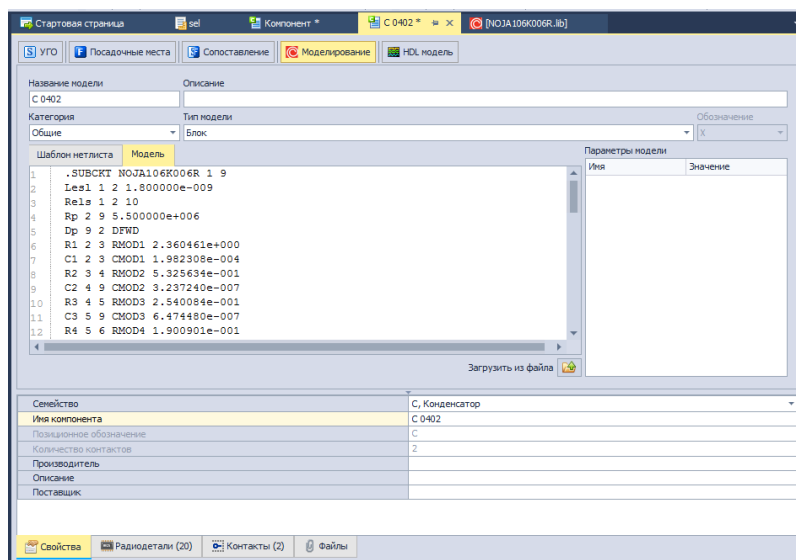 Стартовая страница sel Компонент * C 0402 * [NOJA106K006R.lib]
S УГО F Посадочные места S Сопоставление Моделирование HDL модель
Название модели Описание
C 0402
Категория Тип модели Обозначение
Общие Блок X
Шаблон нетлиста Модель Параметры модели
Имя Значение
1 .SUBCKT NOJA106K006R 1 9
2 Lesl 1 2 1.800000e-009
3 Rels 1 2 10
4 Rp 2 9 5.500000e+006
5 Dp 9 2 DFWD
6 R1 2 3 RMOD1 2.360461e+000
7 C1 2 3 CMOD1 1.982308e-004
8 R2 3 4 RMOD2 5.325634e-001
9 C2 4 9 CMOD2 3.237240e-007
10 R3 4 5 RMOD3 2.540084e-001
11 C3 5 9 CMOD3 6.474480e-007
12 R4 5 6 RMOD4 1.900901e-001
Загрузить из файла
Семейство C, Конденсатор
Имя компонента C 0402
Позиционное обозначение C
Количество контактов 2
Производитель
Описание
Поставщик
Свойства Радиодетали (20) Контакты (2) Файлы